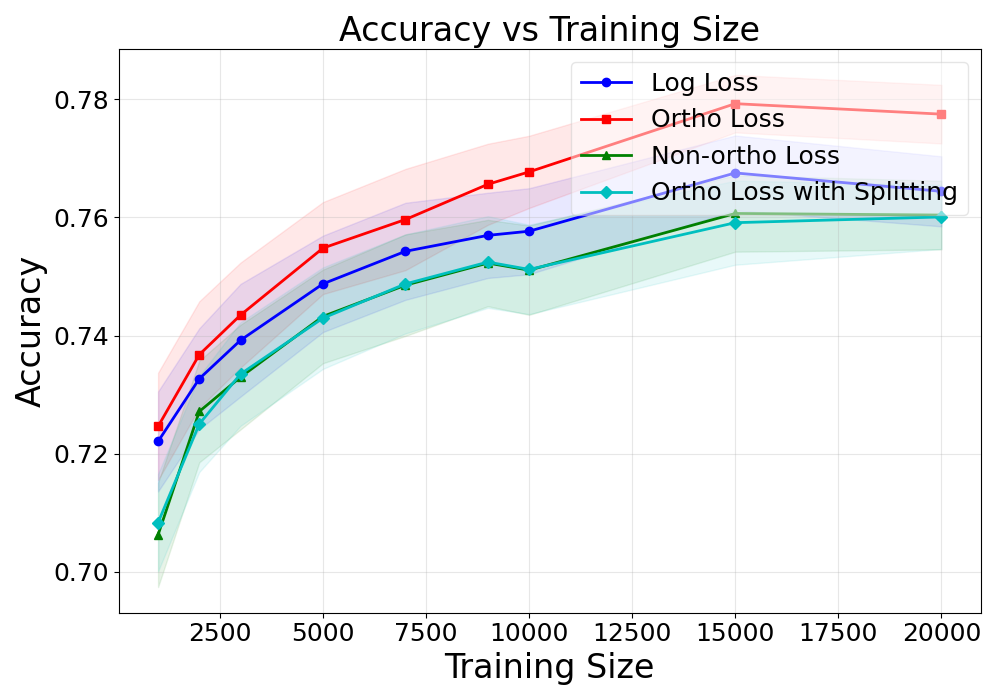 Accuracy vs Training Size
Log Loss
Ortho Loss
Non-ortho Loss
Ortho Loss with Splitting
Accuracy
0.78
0.76
0.74
0.72
0.70
2500 5000 7500 10000 12500 15000 17500 20000
Training Size